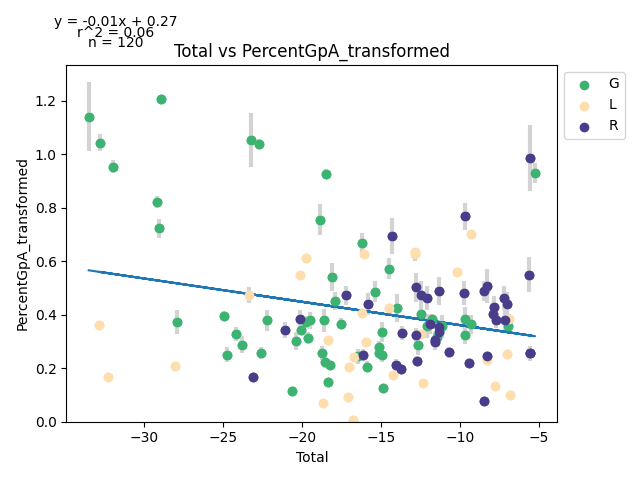 y = -0.01x + 0.27
r^2 = 0.06
n = 120
Total vs PercentGpA_transformed
G
L
R
PercentGpA_transformed
1.2
1.0
0.8
0.6
0.4
0.2
0.0
−30
−25
−20
−15
−10
−5
Total